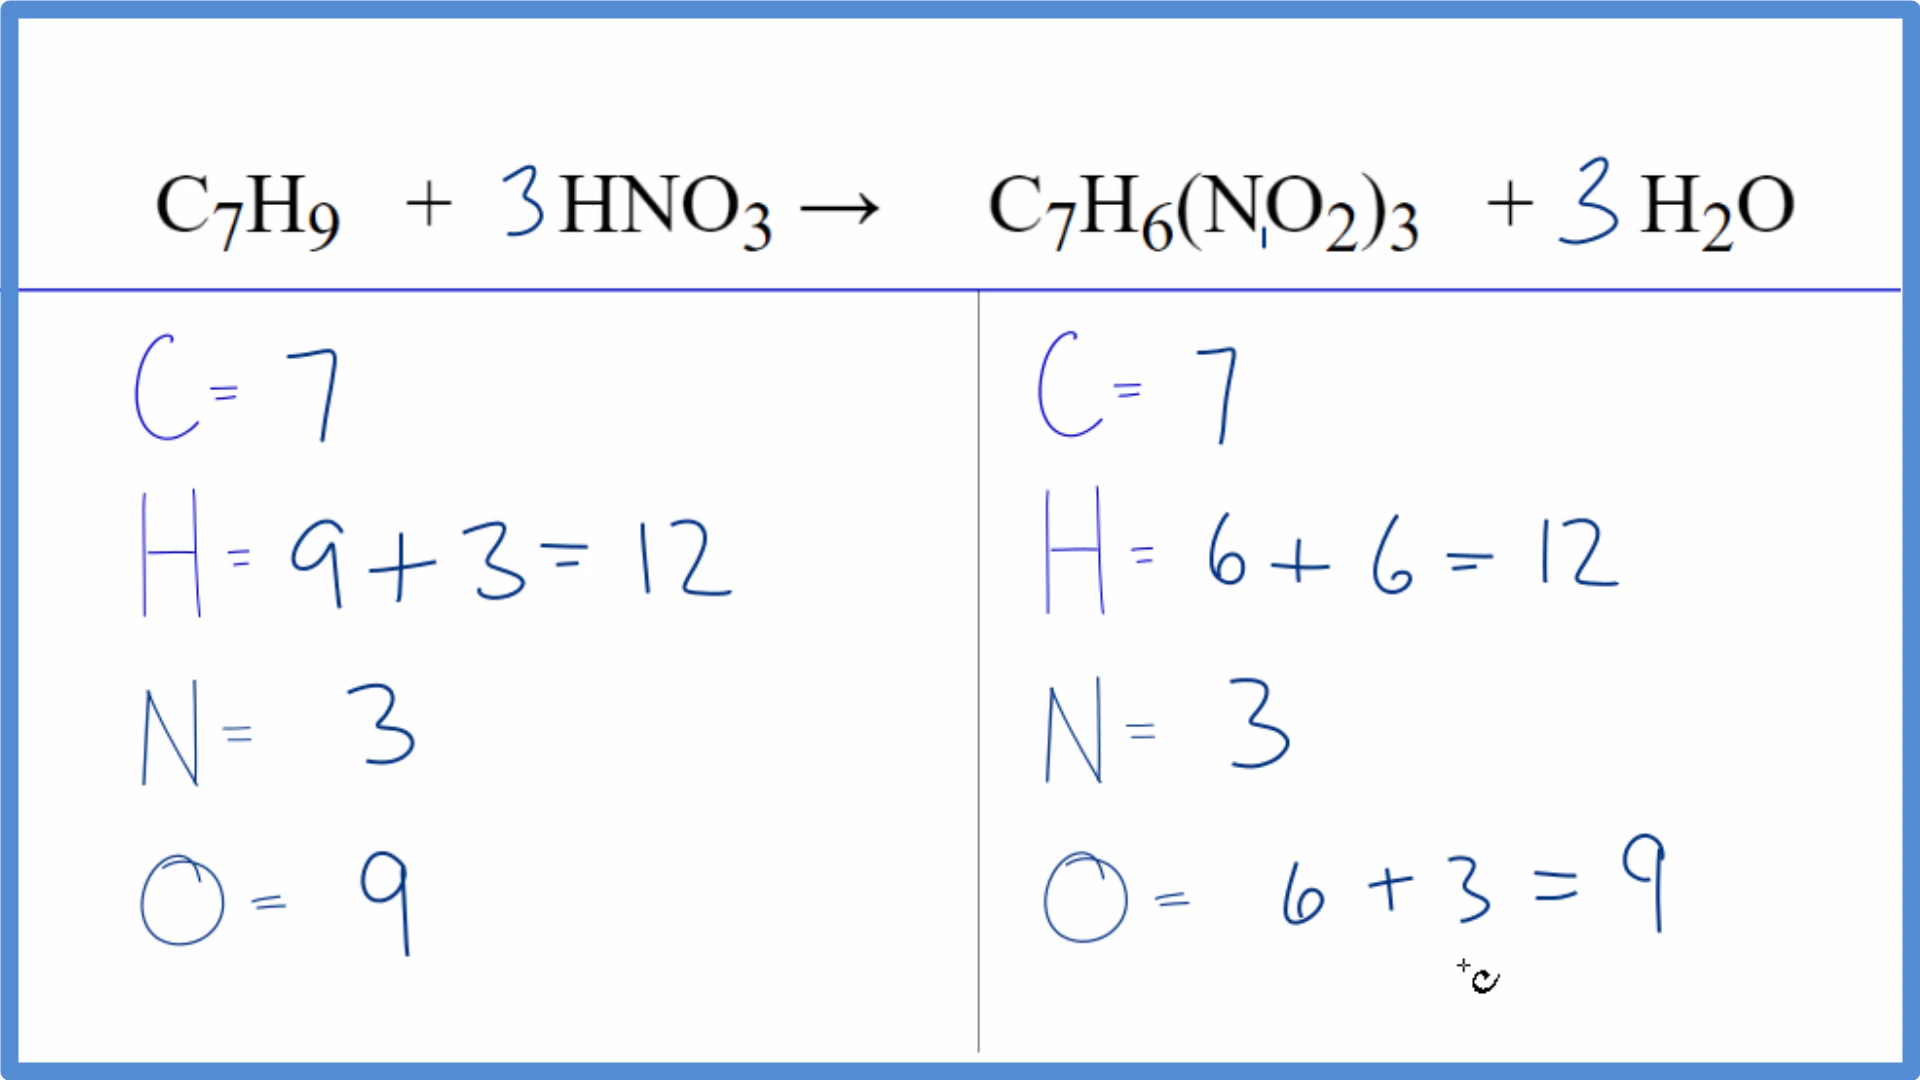 C₇H₉ + 3 HNO₃ → C₇H₆(NO₂)₃ + 3 H₂O
C = 7
H = 9 + 3 = 12
N = 3
O = 9
C = 7
H = 6 + 6 = 12
N = 3
O = 6 + 3 = 9